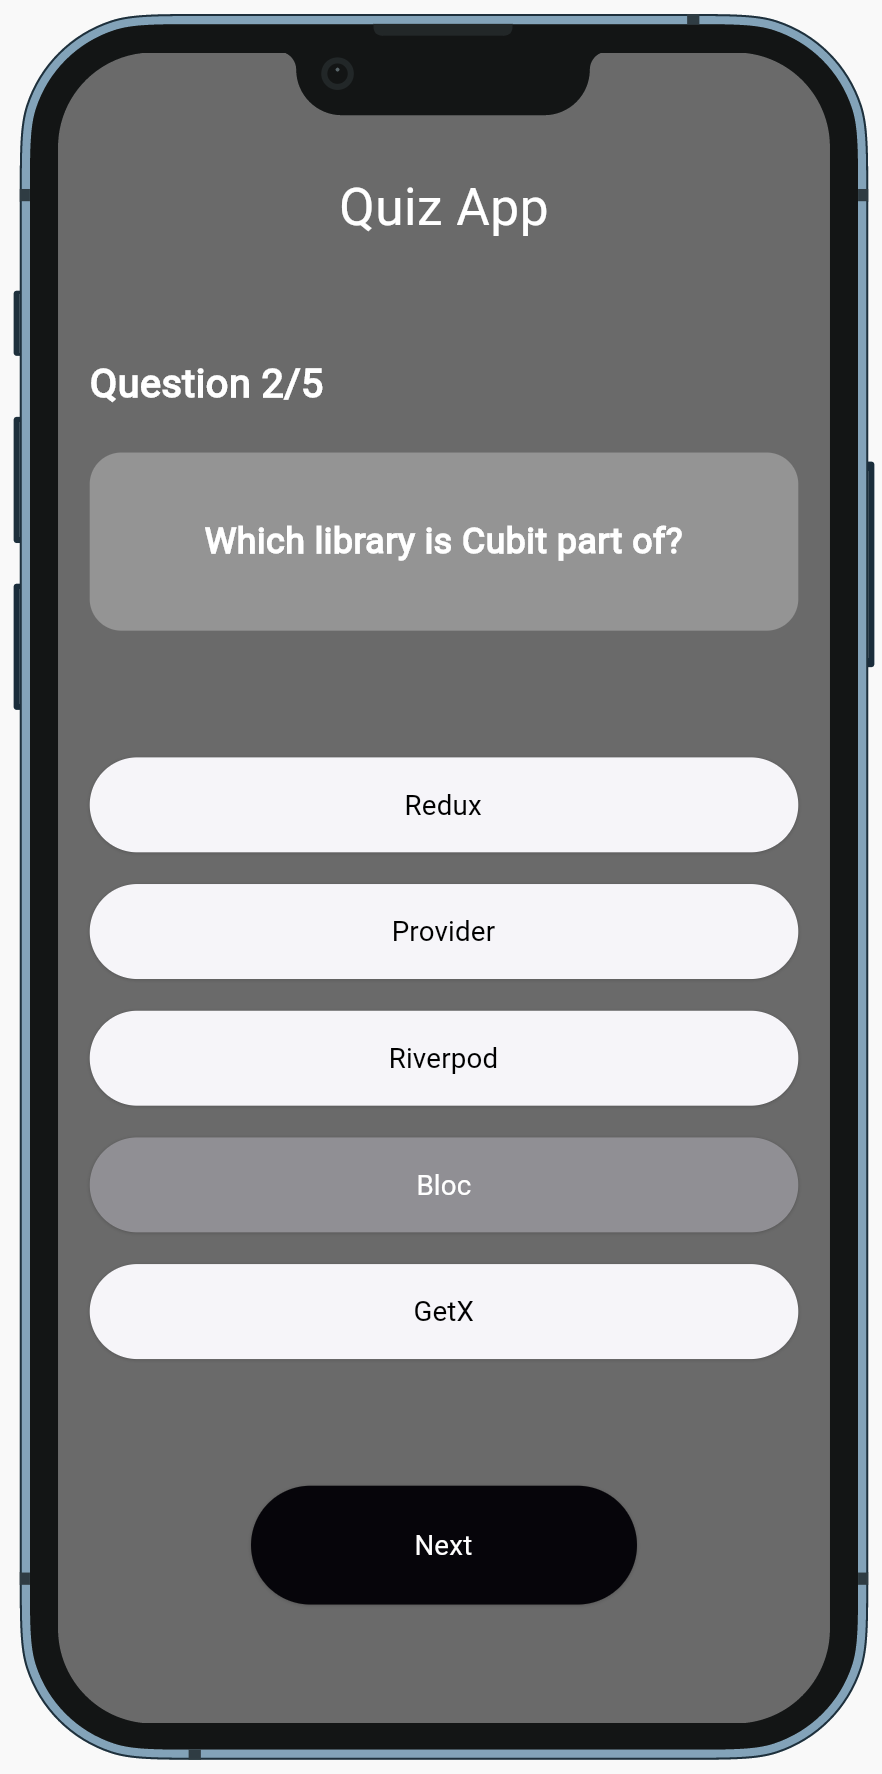 Quiz App
Question 2/5
Which library is Cubit part of?
Redux
Provider
Riverpod
Bloc
GetX
Next